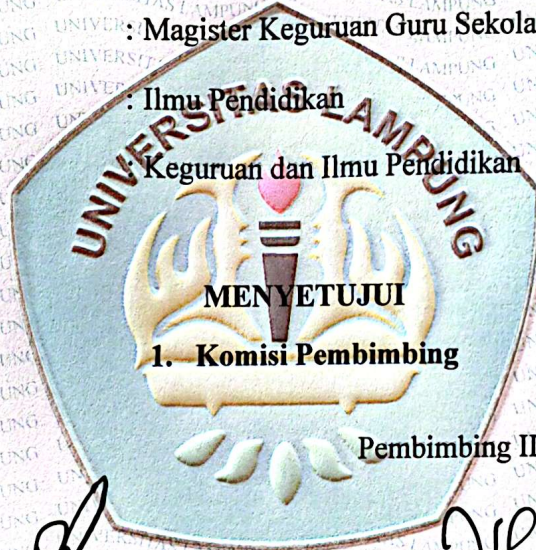 : Magister Keguruan Guru Sekola
: Ilmu Pendidikan
: Keguruan dan Ilmu Pendidikan
UNIVERSITAS LAMPUNG
MENYETUJUI
1. Komisi Pembimbing
Pembimbing II